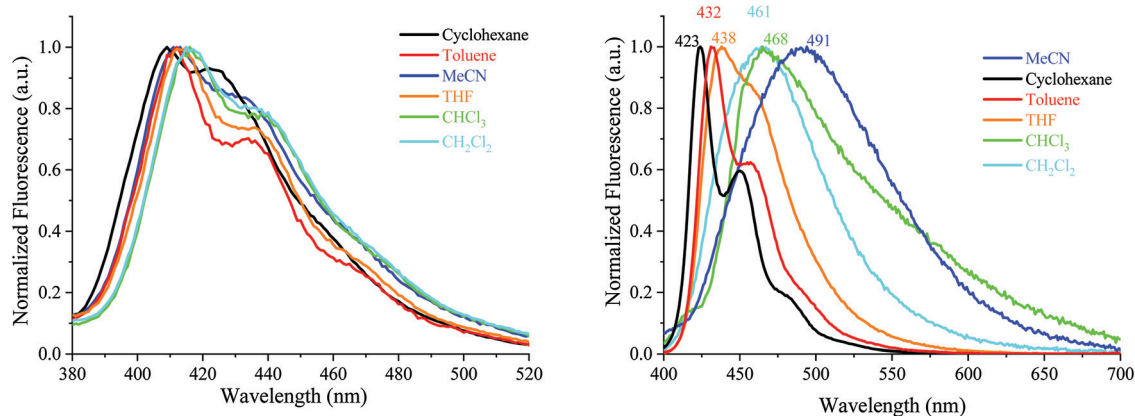 1.0
0.8
0.6
0.4
0.2
0.0
Normalized Fluorescence (a.u.)
380 400 420 440 460 480 500 520
Wavelength (nm)
Cyclohexane
Toluene
MeCN
THF
CHCl₃
CH₂Cl₂
1.0
0.8
0.6
0.4
0.2
0.0
Normalized Fluorescence (a.u.)
400 450 500 550 600 650 700
Wavelength (nm)
432 461
423 438 468 491
MeCN
Cyclohexane
Toluene
THF
CHCl₃
CH₂Cl₂